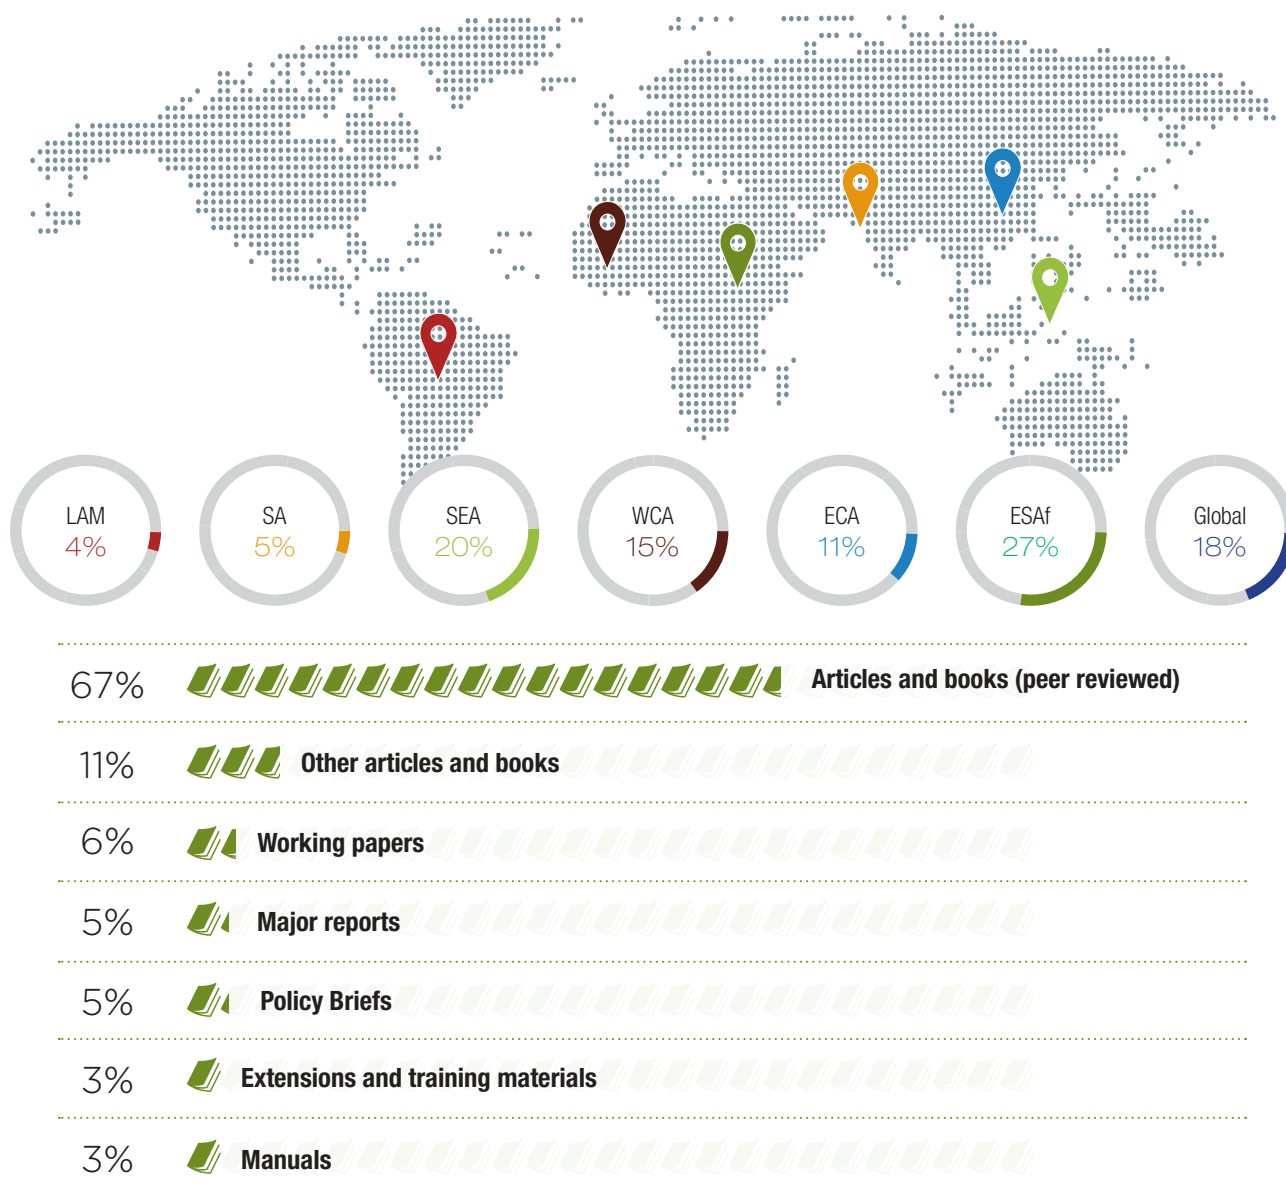 LAM
4%
SA
5%
SEA
20%
WCA
15%
ECA
11%
ESAf
27%
Global
18%
67% Articles and books (peer reviewed)
11% Other articles and books
6% Working papers
5% Major reports
5% Policy Briefs
3% Extensions and training materials
3% Manuals